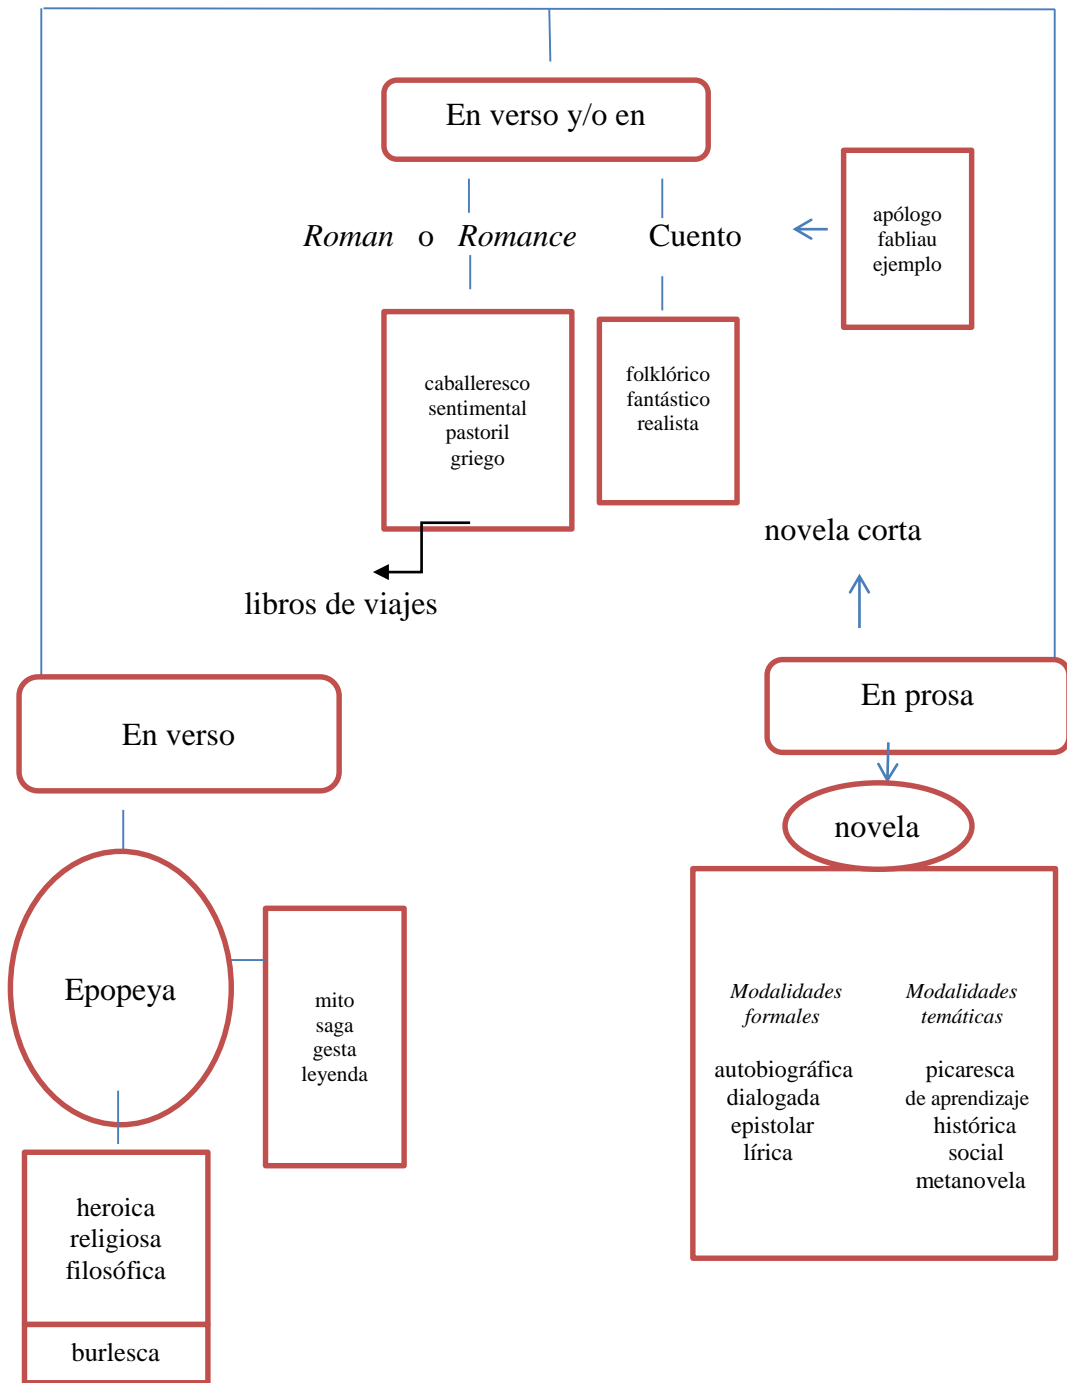 En verso y/o en
Roman o Romance
Cuento
apólogo
fabliau
ejemplo
caballeresco
sentimental
pastoril
griego
folklórico
fantástico
realista
novela corta
libros de viajes
En verso
En prosa
novela
Epopeya
mito
saga
gesta
leyenda
Modalidades
formales
autobiográfica
dialogada
epistolar
lírica
Modalidades
temáticas
picaresca
de aprendizaje
histórica
social
metanovela
heroica
religiosa
filosófica
burlesca